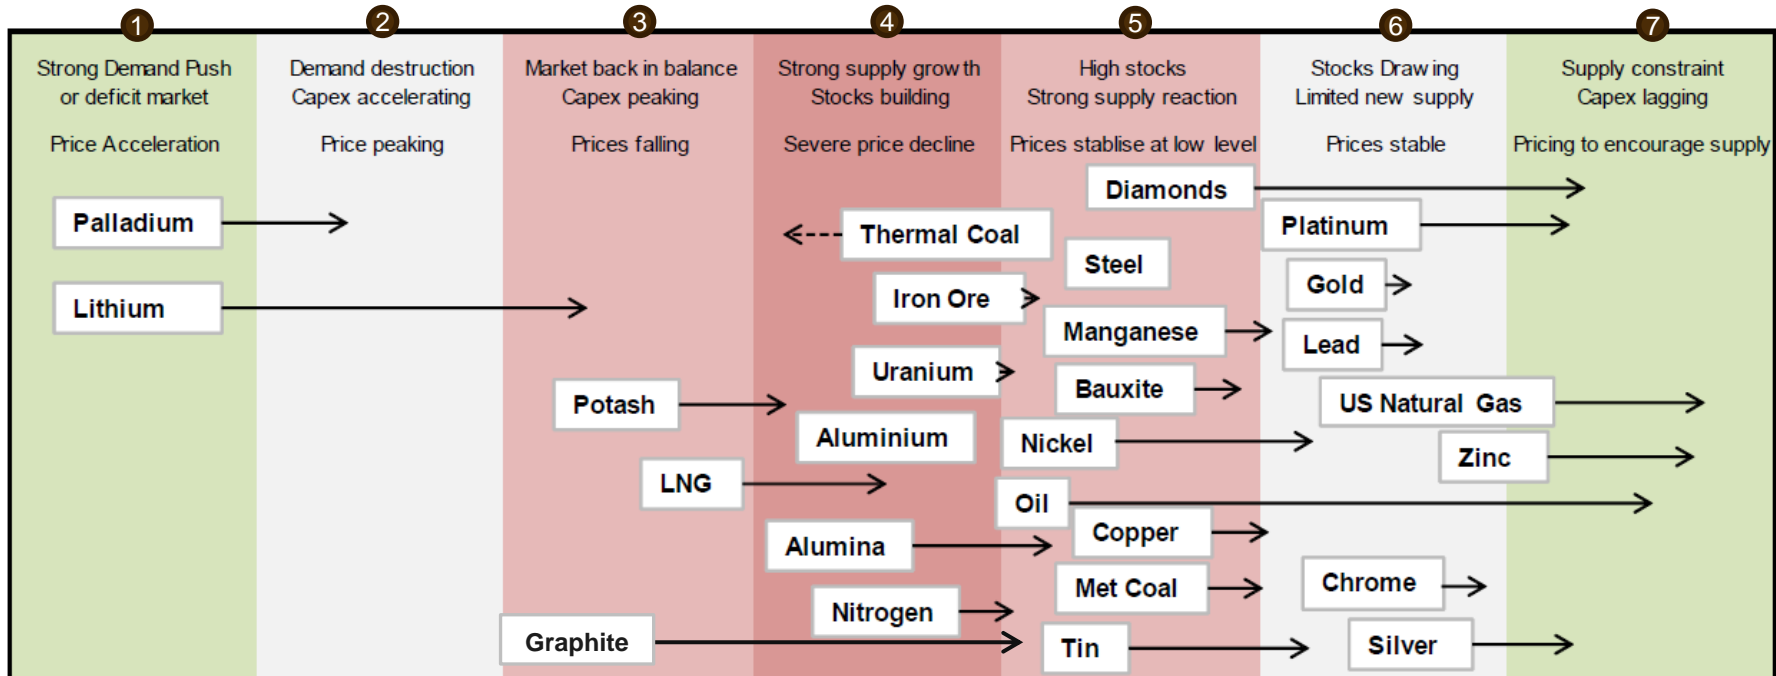 1
2
3
4
5
6
7
Strong Demand Push
or deficit market
Price Acceleration
Demand destruction
Capex accelerating
Price peaking
Market back in balance
Capex peaking
Prices falling
Strong supply growth
Stocks building
Severe price decline
High stocks
Strong supply reaction
Prices stablise at low level
Stocks Drawing
Limited new supply
Prices stable
Supply constraint
Capex lagging
Pricing to encourage supply
Diamonds
Palladium
Thermal Coal
Platinum
Steel
Gold
Lithium
Iron Ore
Manganese
Lead
Uranium
Bauxite
US Natural Gas
Potash
Aluminium
Nickel
Zinc
LNG
Oil
Copper
Alumina
Met Coal
Chrome
Nitrogen
Graphite
Tin
Silver